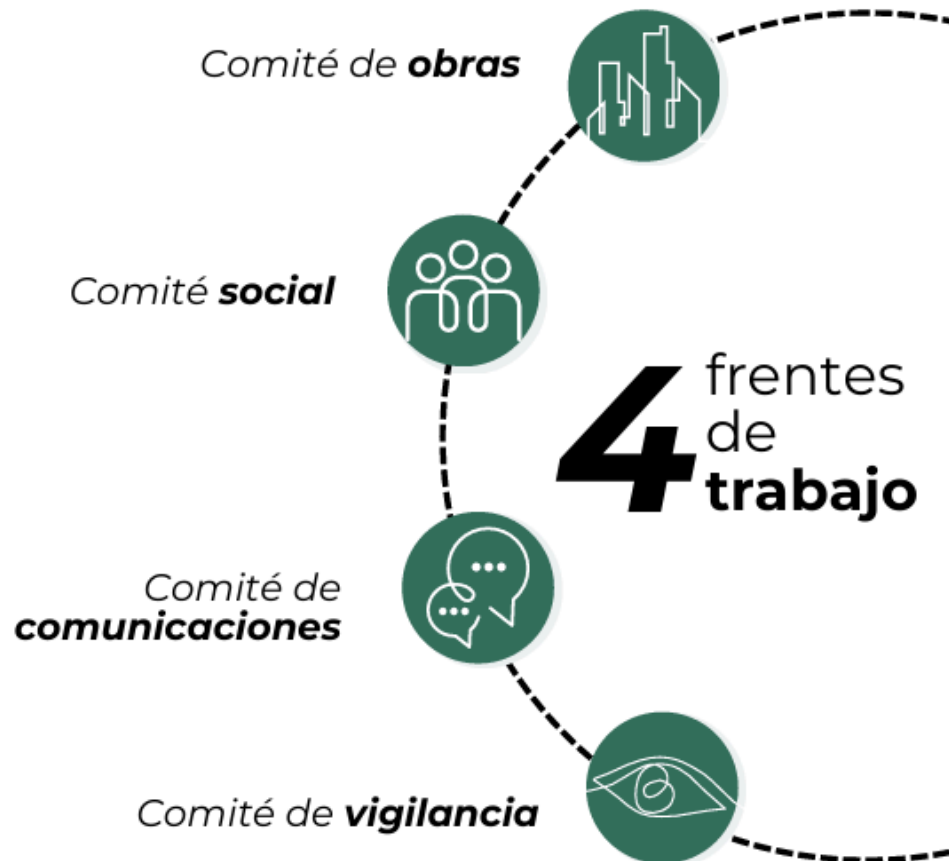 Comité de obras
Comité social
4 frentes
de
trabajo
Comité de
comunicaciones
Comité de vigilancia